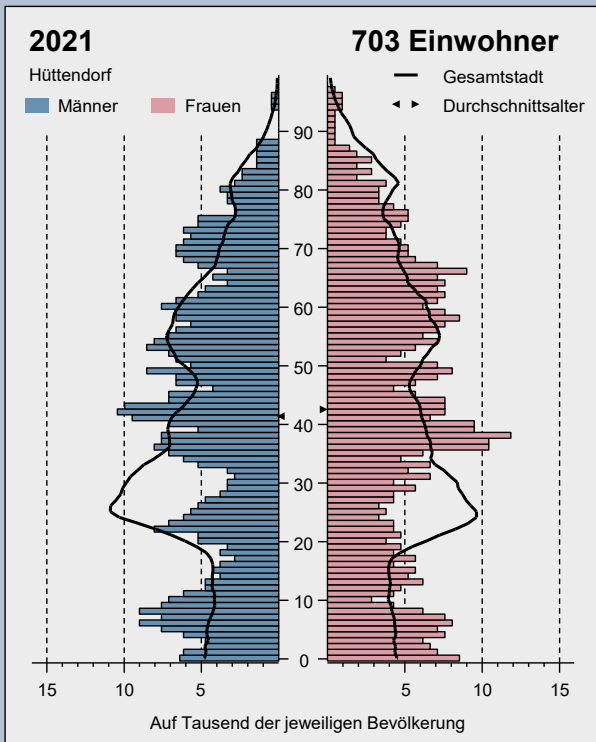 2021 703 Einwohner
Hüttendorf Gesamtstadt
Männer Frauen Durchschnittsalter
90
80
70
60
50
40
30
20
10
0
15 10 5 5 10 15
Auf Tausend der jeweiligen Bevölkerung